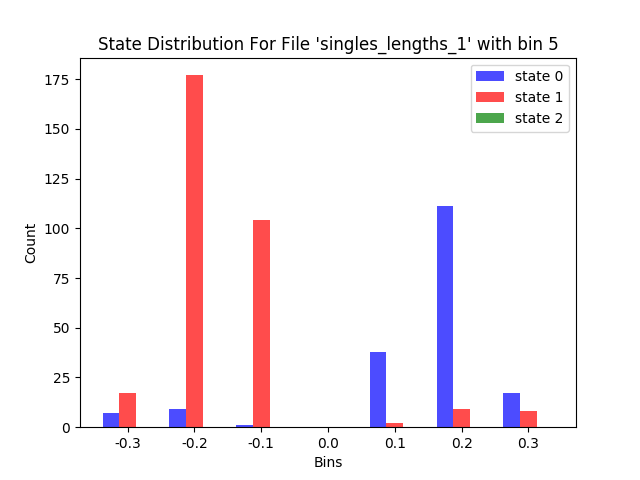 State Distribution For File 'singles_lengths_1' with bin 5
state 0
state 1
state 2
175
150
125
100
75
50
25
0
Count
-0.3 -0.2 -0.1 0.0 0.1 0.2 0.3
Bins